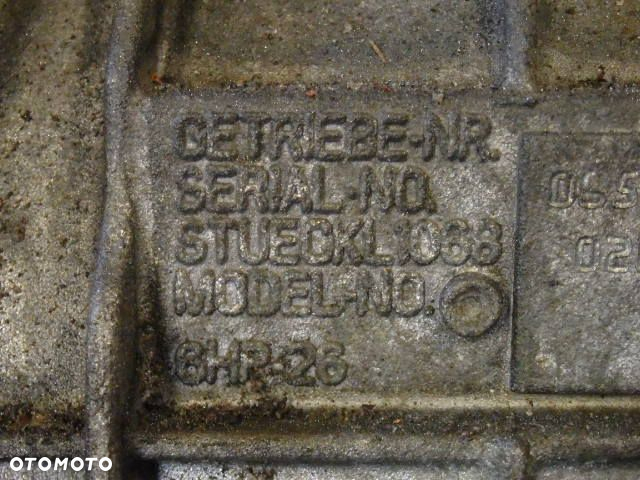 GETRIEBE-NR.
SERIAL-NO.
STUECKL.1068
MODEL-NO.
6HP-26
OTOMOTO